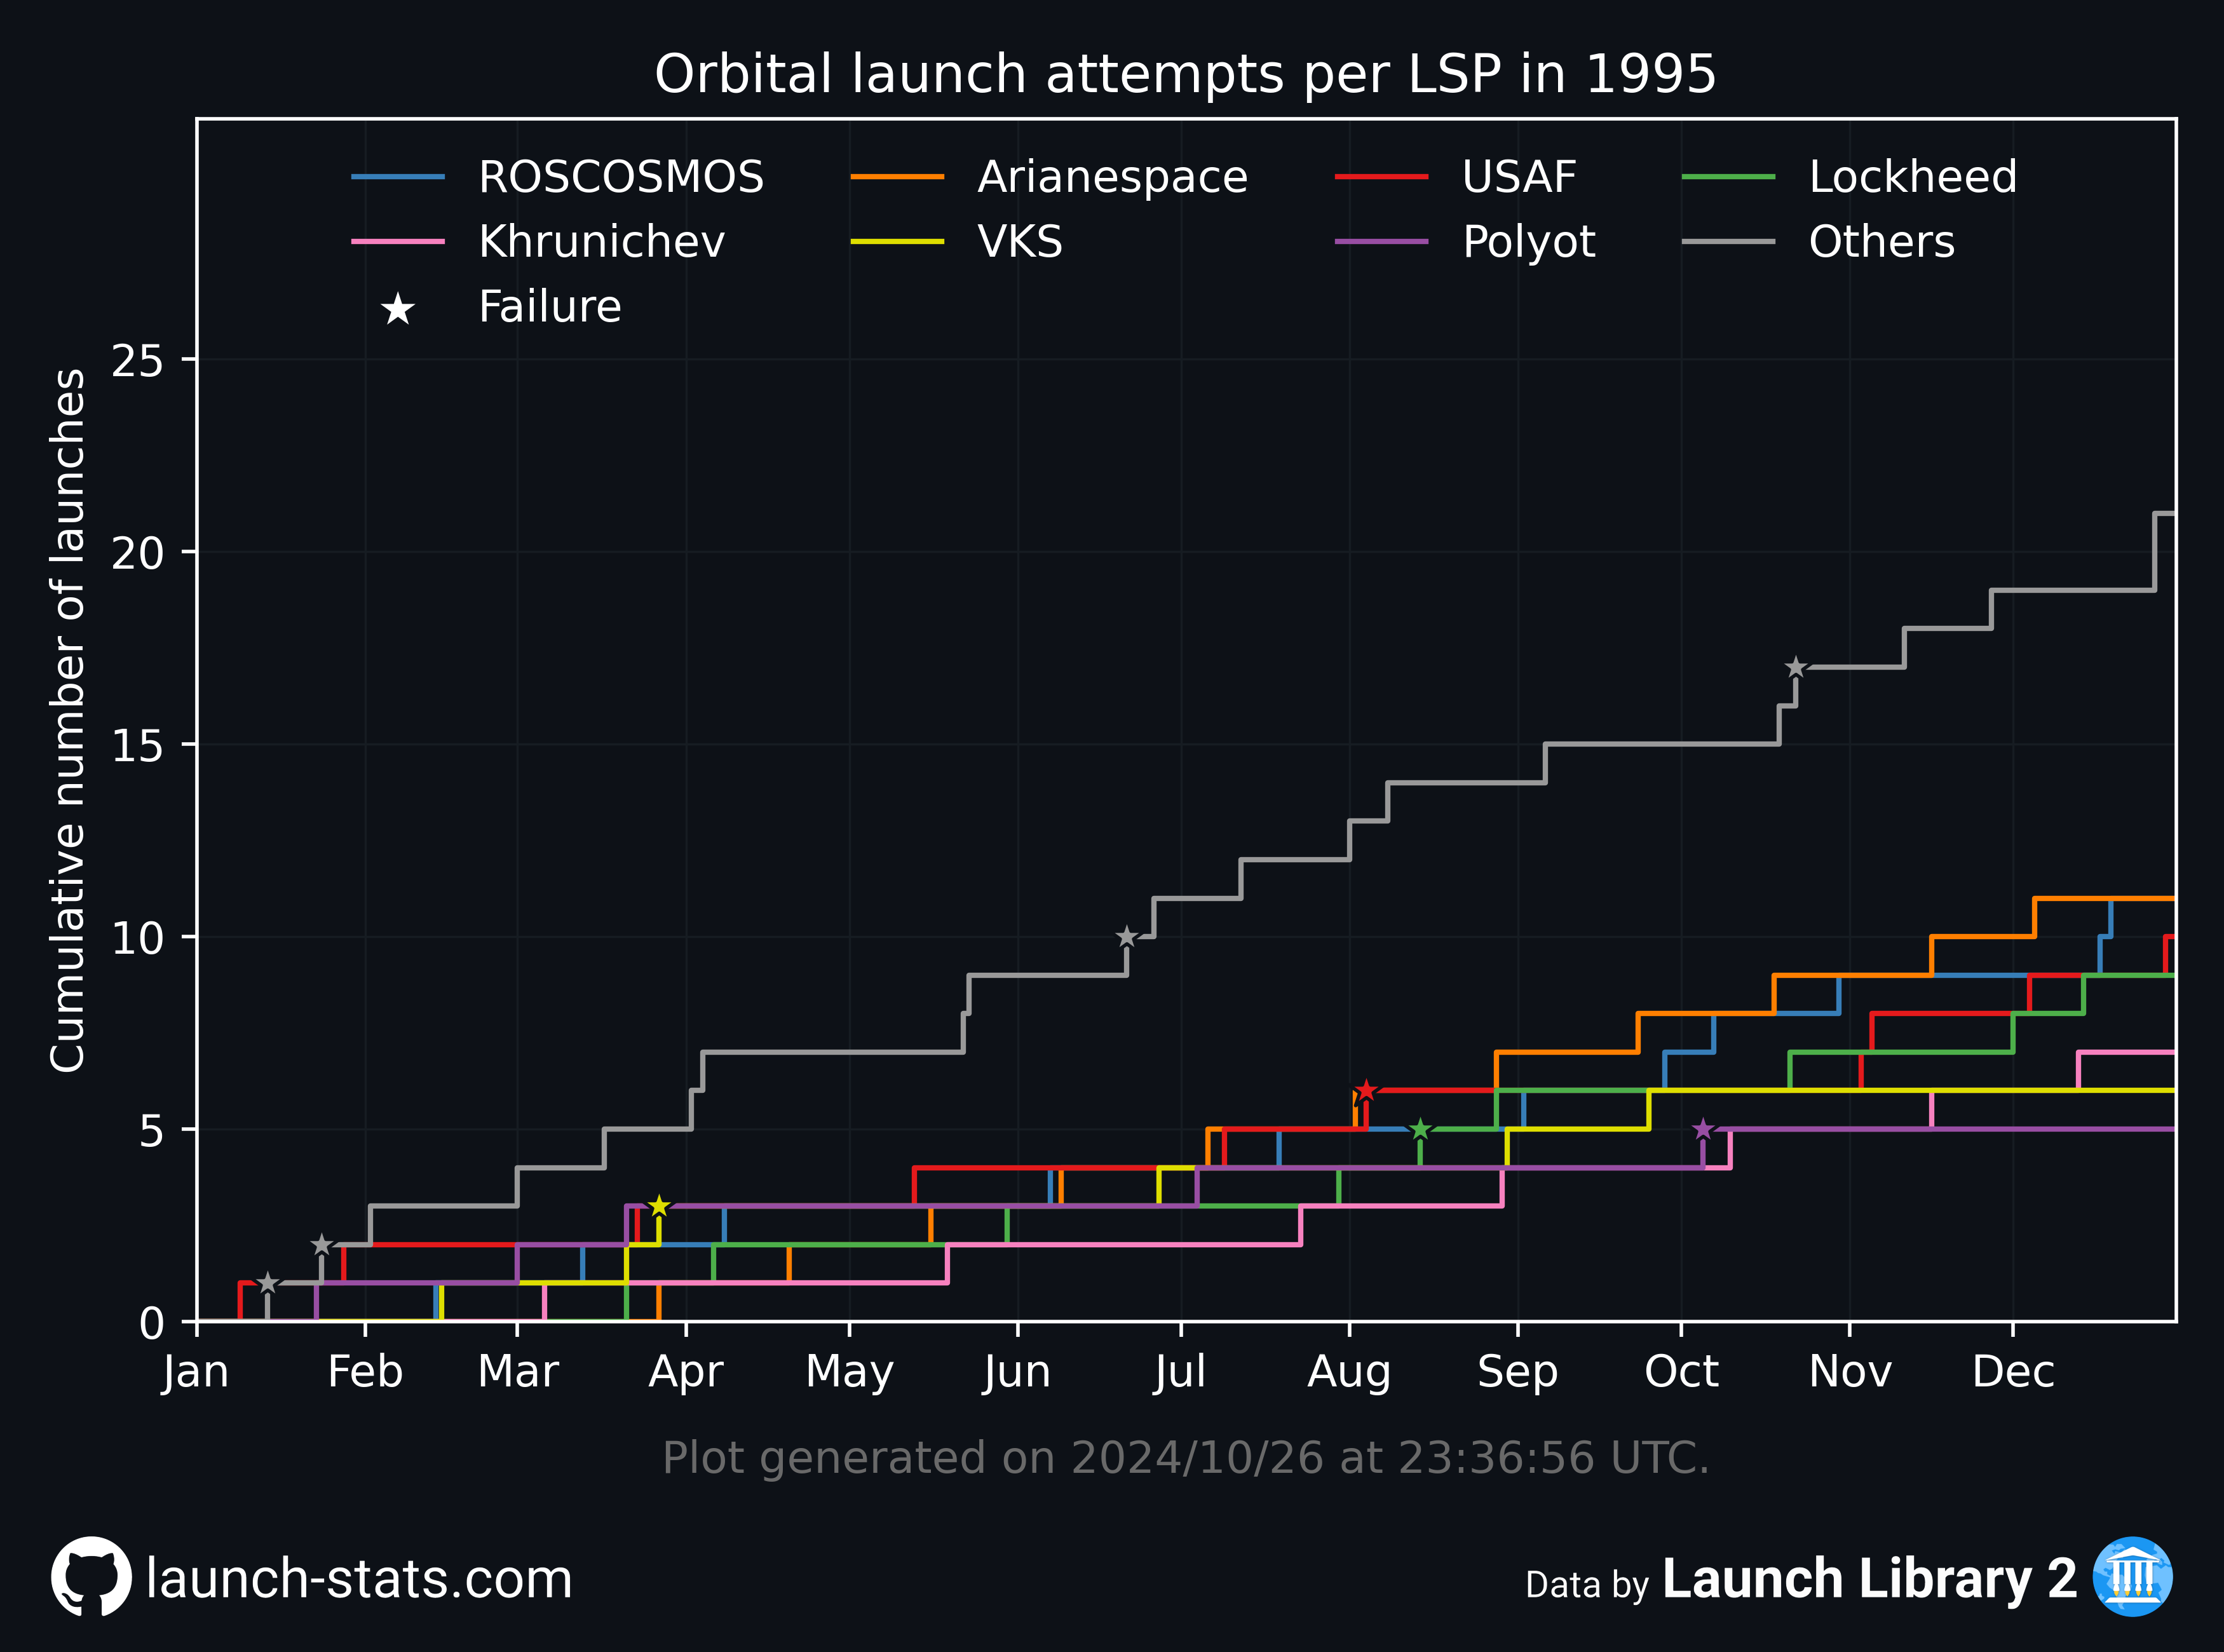 Orbital launch attempts per LSP in 1995
ROSCOSMOS Arianespace USAF Lockheed
Khrunichev VKS Polyot Others
Failure
Cumulative number of launches
25
20
15
10
5
0
Jan Feb Mar Apr May Jun Jul Aug Sep Oct Nov Dec
Plot generated on 2024/10/26 at 23:36:56 UTC.
launch-stats.com Data by Launch Library 2